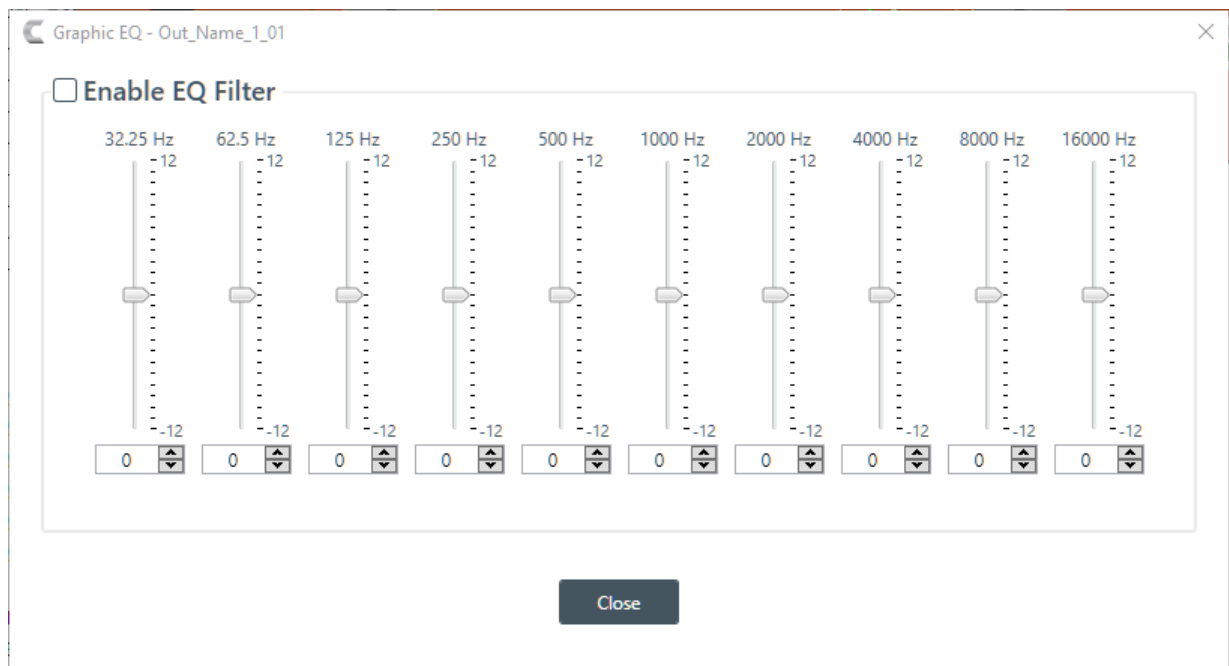 Graphic EQ - Out_Name_1_01
Enable EQ Filter
32.25 Hz 62.5 Hz 125 Hz 250 Hz 500 Hz 1000 Hz 2000 Hz 4000 Hz 8000 Hz 16000 Hz
12 12 12 12 12 12 12 12 12 12
-12 -12 -12 -12 -12 -12 -12 -12 -12 -12
0 0 0 0 0 0 0 0 0 0
Close